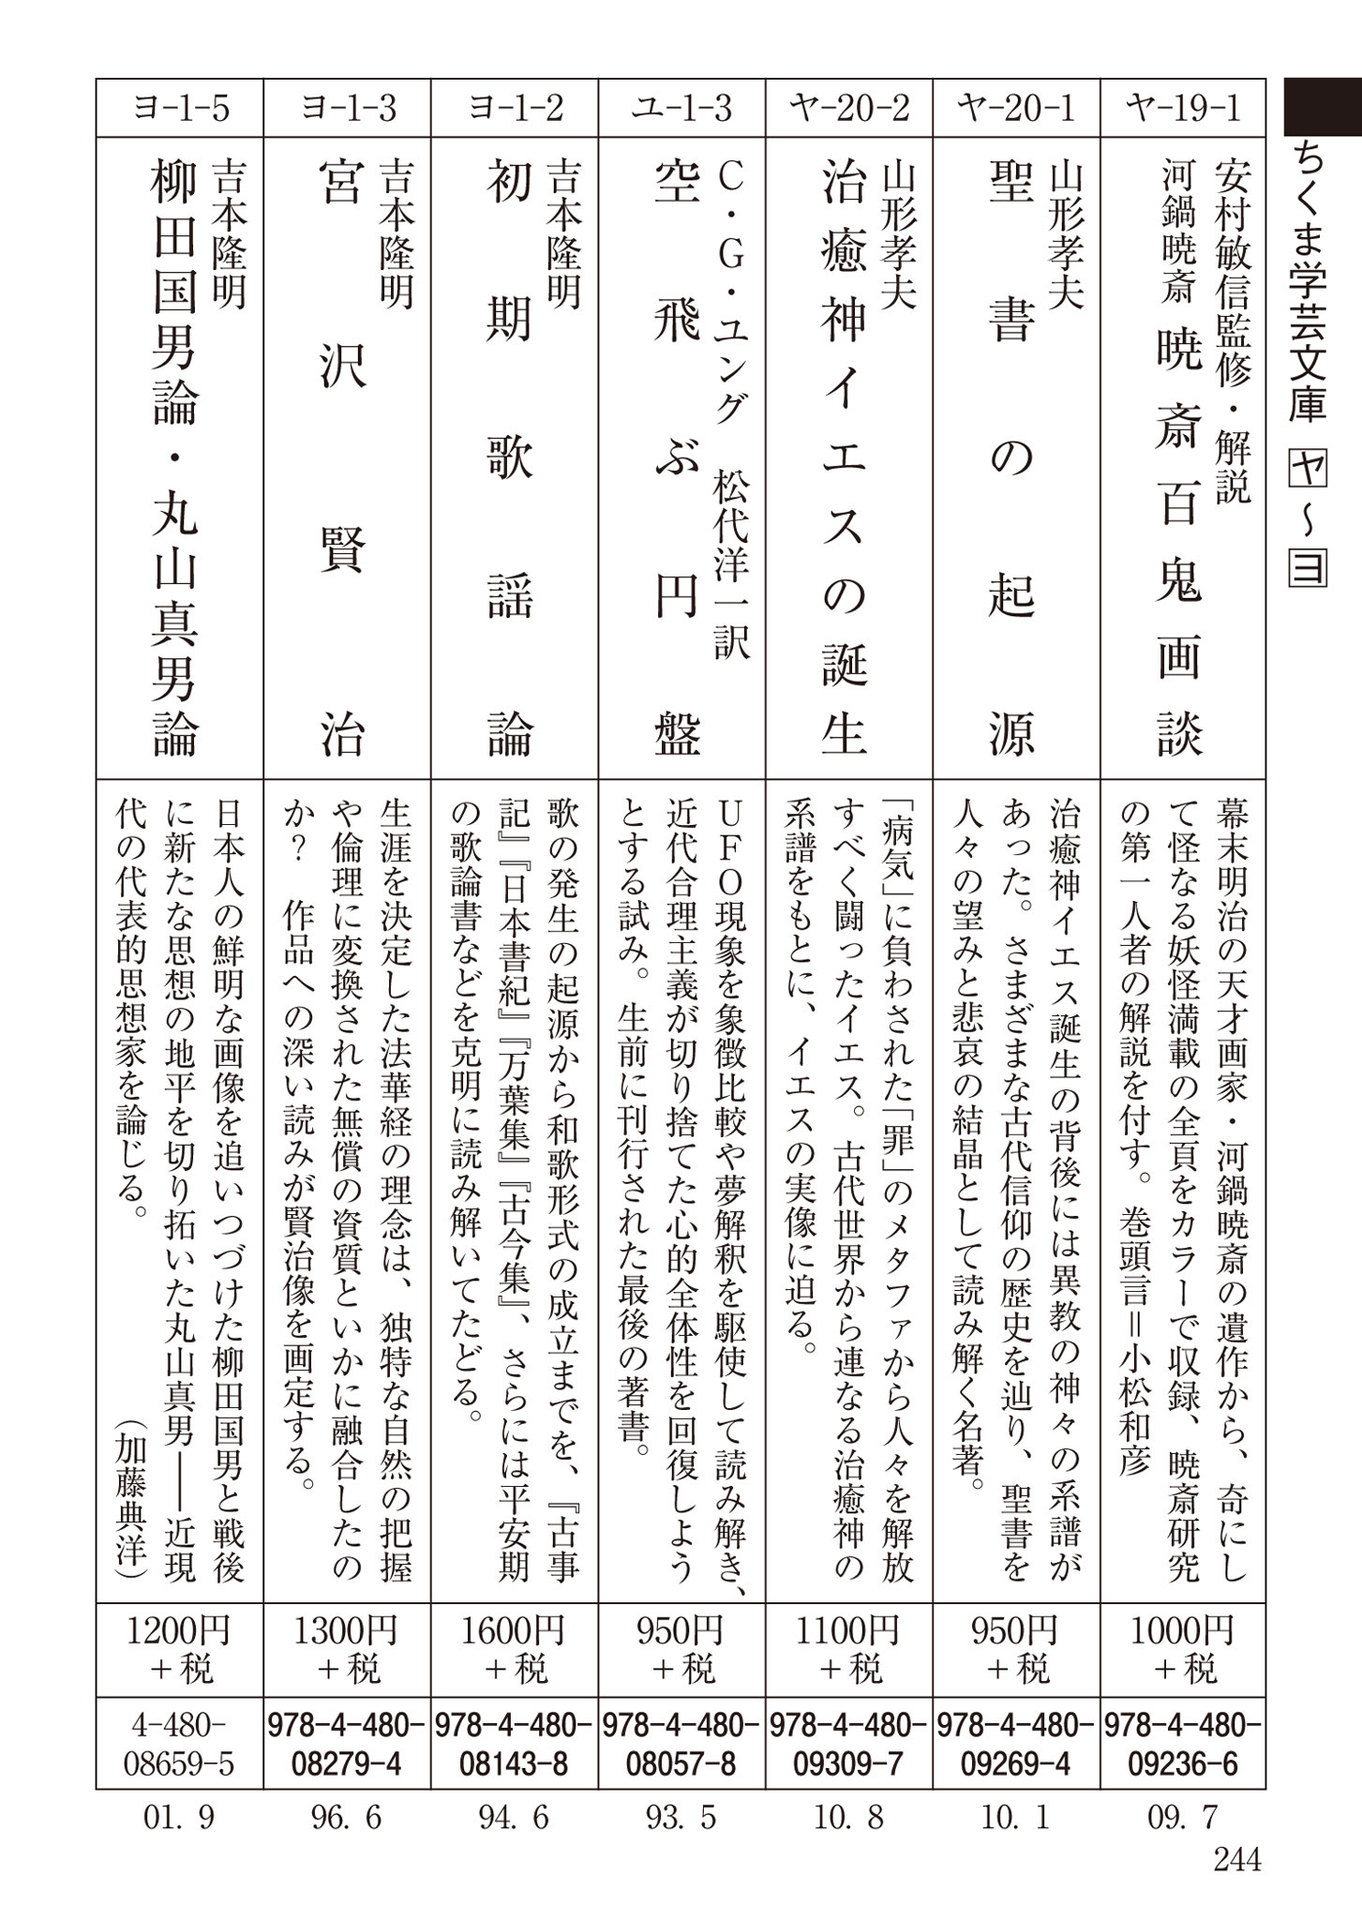 ちくま学芸文庫 ヤ〜ヨ
ヤ-19-1
安村敏信監修・解説
河鍋暁斎 暁斎百鬼画談
幕末明治の天才画家・河鍋暁斎の遺作から、奇にし
て怪なる妖怪満載の全頁をカラーで収録、暁斎研究
の第一人者の解説を付す。巻頭言＝小松和彦
1000円
＋税
978-4-480-
09236-6
09. 7
ヤ-20-1
山形孝夫
聖書の起源
治癒神イエス誕生の背後には異教の神々の系譜が
あった。さまざまな古代信仰の歴史を辿り、聖書を
人々の望みと悲哀の結晶として読み解く名著。
950円
＋税
978-4-480-
09269-4
10. 1
ヤ-20-2
山形孝夫
治癒神イエスの誕生
「病気」に負わされた「罪」のメタファから人々を解放
すべく闘ったイエス。古代世界から連なる治癒神の
系譜をもとに、イエスの実像に迫る。
1100円
＋税
978-4-480-
09309-7
10. 8
ユ-1-3
C・G・ユング 松代洋一訳
空飛ぶ円盤
UFO現象を象徴比較や夢解釈を駆使して読み解き、
近代合理主義が切り捨てた心的全体性を回復しよう
とする試み。生前に刊行された最後の著書。
950円
＋税
978-4-480-
08057-8
93. 5
ヨ-1-2
吉本隆明
初期歌謡論
歌の発生の起源から和歌形式の成立までを、『古事
記』『日本書紀』『万葉集』『古今集』、さらには平安期
の歌論書などを克明に読み解いてたどる。
1600円
＋税
978-4-480-
08143-8
94. 6
ヨ-1-3
吉本隆明
宮沢賢治
生涯を決定した法華経の理念は、独特な自然の把握
や倫理に変換された無償の資質といかに融合したの
か？ 作品への深い読みが賢治像を画定する。
1300円
＋税
978-4-480-
08279-4
96. 6
ヨ-1-5
吉本隆明
柳田国男論・丸山真男論
日本人の鮮明な画像を追いつづけた柳田国男と戦後
に新たな思想の地平を切り拓いた丸山真男――近現
代の代表的思想家を論じる。 （加藤典洋）
1200円
＋税
4-480-
08659-5
01. 9
244